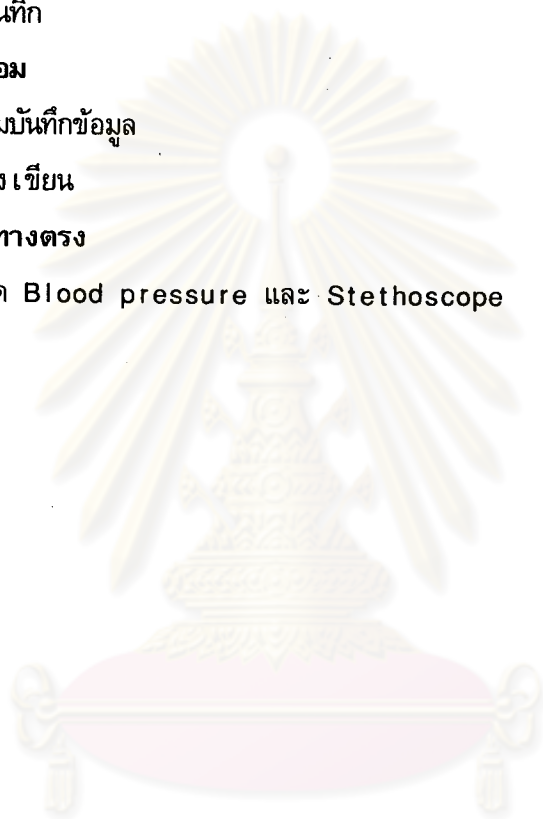 นทึก
อม
มบันทึกข้อมูล
ง เขียน
ทางตรง
ด Blood pressure และ Stethoscope